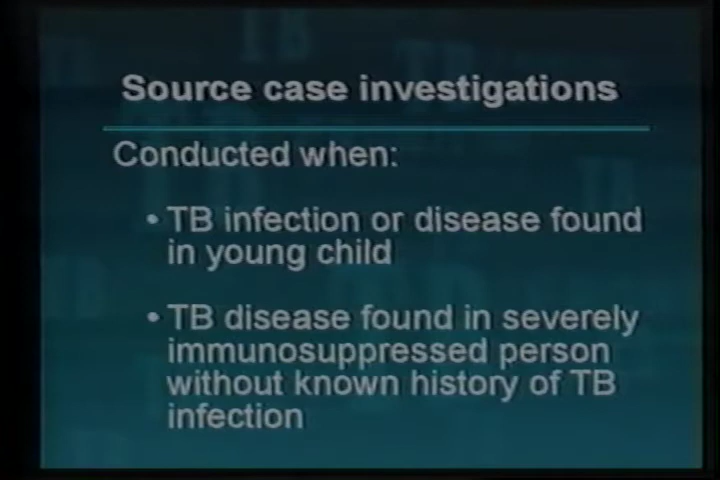 Source case investigations
Conducted when:
• TB infection or disease found
in young child
• TB disease found in severely
immunosuppressed person
without known history of TB
infection